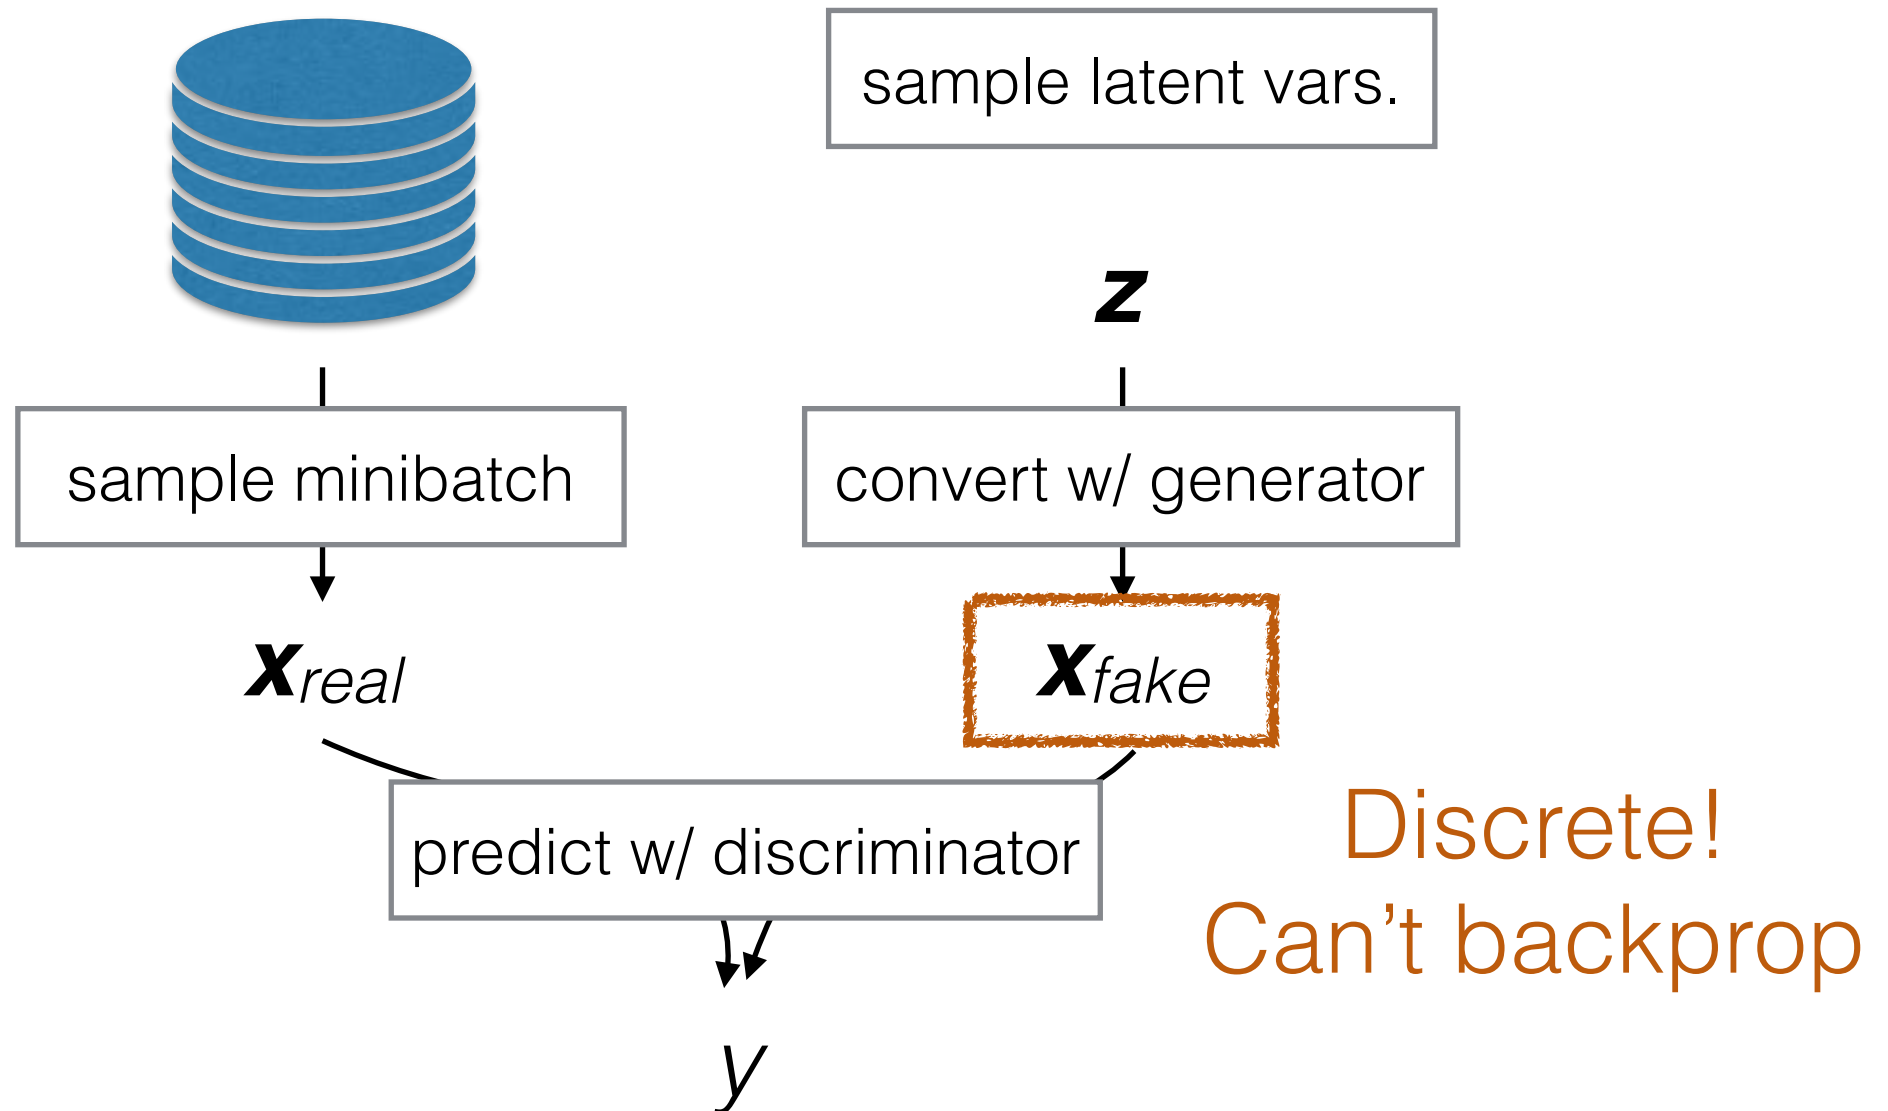 sample latent vars.
z
sample minibatch
convert w/ generator
xreal
xfake
predict w/ discriminator
Discrete!
Can't backprop
y